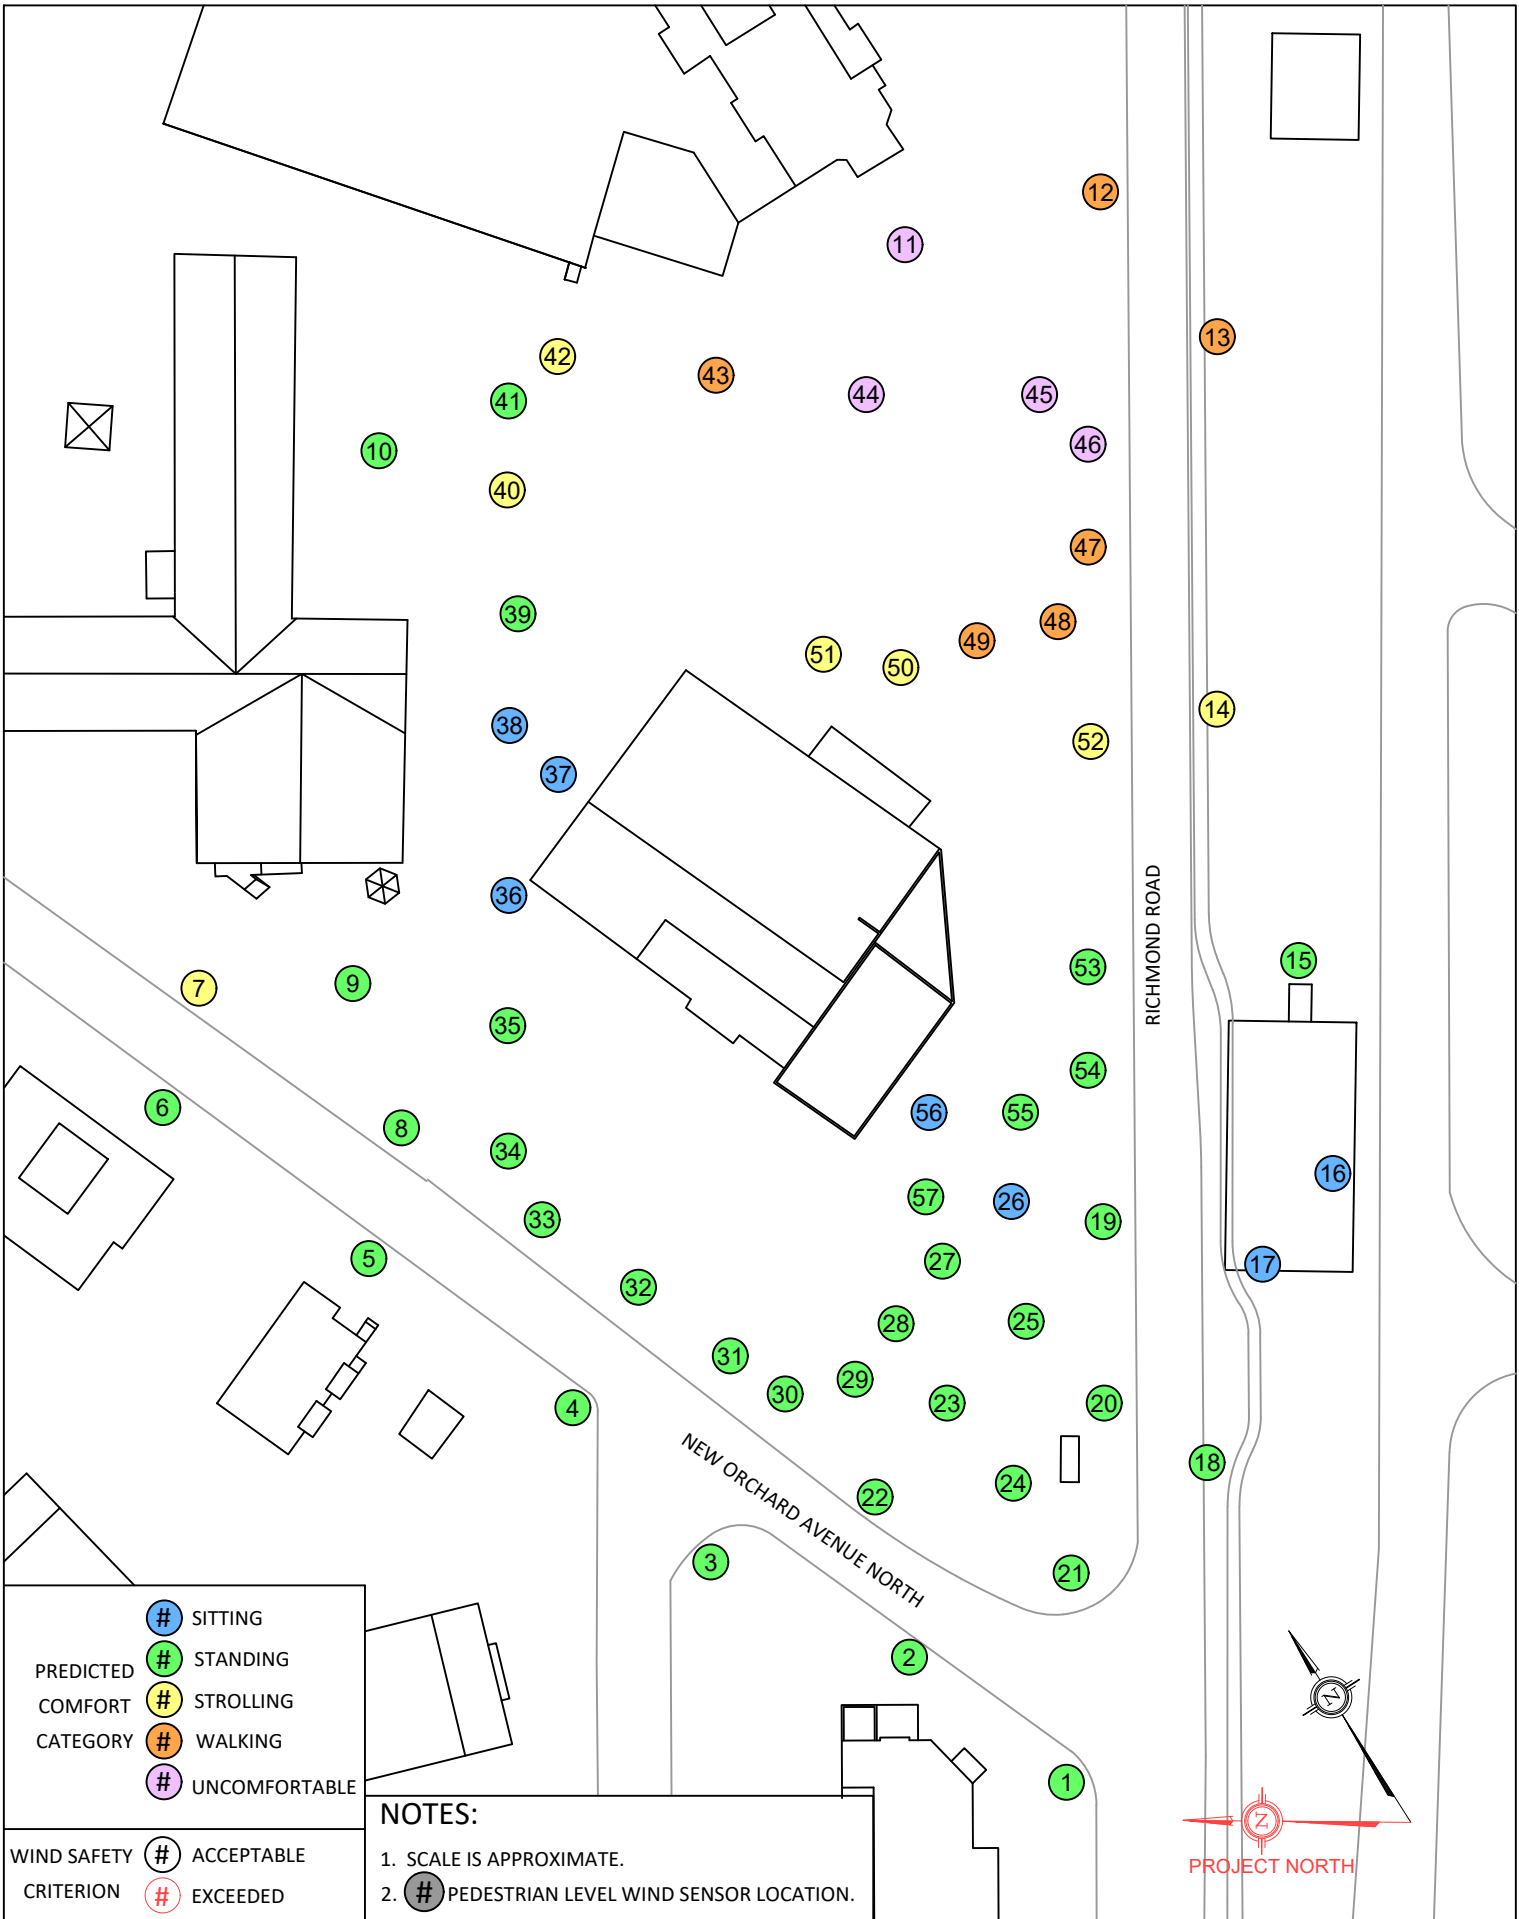 12
11
13
42
43
44
45
41
46
10
40
47
39
48
49
51
50
14
38
52
37
36
RICHMOND ROAD
15
53
9
7
35
54
6
56
55
8
34
16
57
26
33
19
5
27
17
32
28
25
31
29
30
23
20
4
NEW ORCHARD AVENUE NORTH
18
24
22
3
21
2
1
PREDICTED
COMFORT
CATEGORY
# SITTING
# STANDING
# STROLLING
# WALKING
# UNCOMFORTABLE
WIND SAFETY
CRITERION
# ACCEPTABLE
# EXCEEDED
NOTES:
1. SCALE IS APPROXIMATE.
2. # PEDESTRIAN LEVEL WIND SENSOR LOCATION.
N
N
PROJECT NORTH